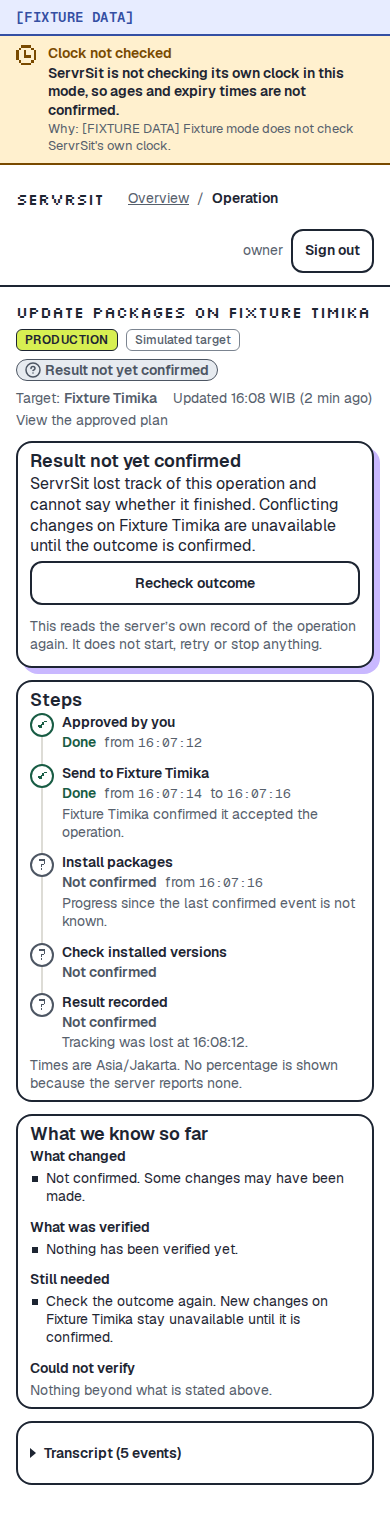 [FIXTURE DATA]
Clock not checked
ServrSit is not checking its own clock in this
mode, so ages and expiry times are not
confirmed.
Why: [FIXTURE DATA] Fixture mode does not check
ServrSit's own clock.
SERVRSIT Overview / Operation
owner Sign out
UPDATE PACKAGES ON FIXTURE TIMIKA
PRODUCTION Simulated target
Result not yet confirmed
Target: Fixture Timika Updated 16:08 WIB (2 min ago)
View the approved plan
Result not yet confirmed
ServrSit lost track of this operation and
cannot say whether it finished. Conflicting
changes on Fixture Timika are unavailable
until the outcome is confirmed.
Recheck outcome
This reads the server's own record of the operation
again. It does not start, retry or stop anything.
Steps
Approved by you
Done from 16:07:12
Send to Fixture Timika
Done from 16:07:14 to 16:07:16
Fixture Timika confirmed it accepted the
operation.
Install packages
Not confirmed from 16:07:16
Progress since the last confirmed event is not
known.
Check installed versions
Not confirmed
Result recorded
Not confirmed
Tracking was lost at 16:08:12.
Times are Asia/Jakarta. No percentage is shown
because the server reports none.
What we know so far
What changed
Not confirmed. Some changes may have been
made.
What was verified
Nothing has been verified yet.
Still needed
Check the outcome again. New changes on
Fixture Timika stay unavailable until it is
confirmed.
Could not verify
Nothing beyond what is stated above.
Transcript (5 events)